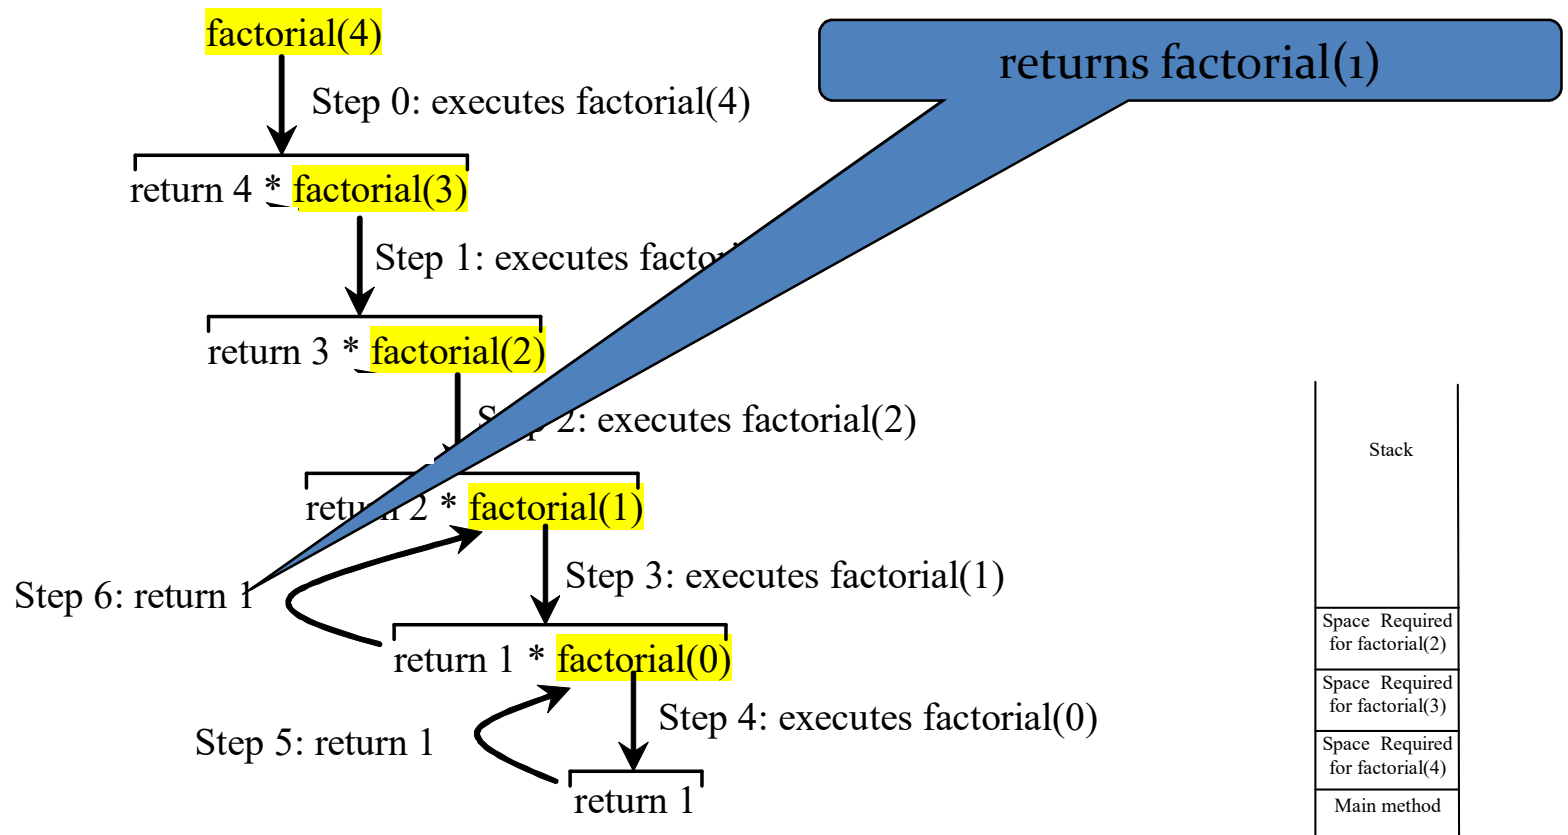 factorial(4)
returns factorial(1)
Step 0: executes factorial(4)
return 4 * factorial(3)
Step 1: executes
return 3 * factorial(2)
2: executes factorial(2)
Stack
return 2 * factorial(1)
Step 3: executes factorial(1)
Step 6: return 1
Space Required
for factorial(2)
return 1 * factorial(0)
Space Required
for factorial(3)
Step 4: executes factorial(0)
Step 5: return 1
Space Required
for factorial(4)
return 1
Main method